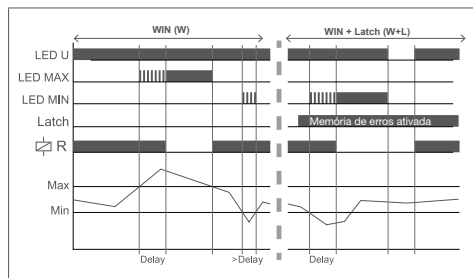 WIN (W)
WIN + Latch (W+L)
LED U
LED MAX
LED MIN
Latch
Memória de erros ativada
R
Max
Min
Delay
>Delay
Delay